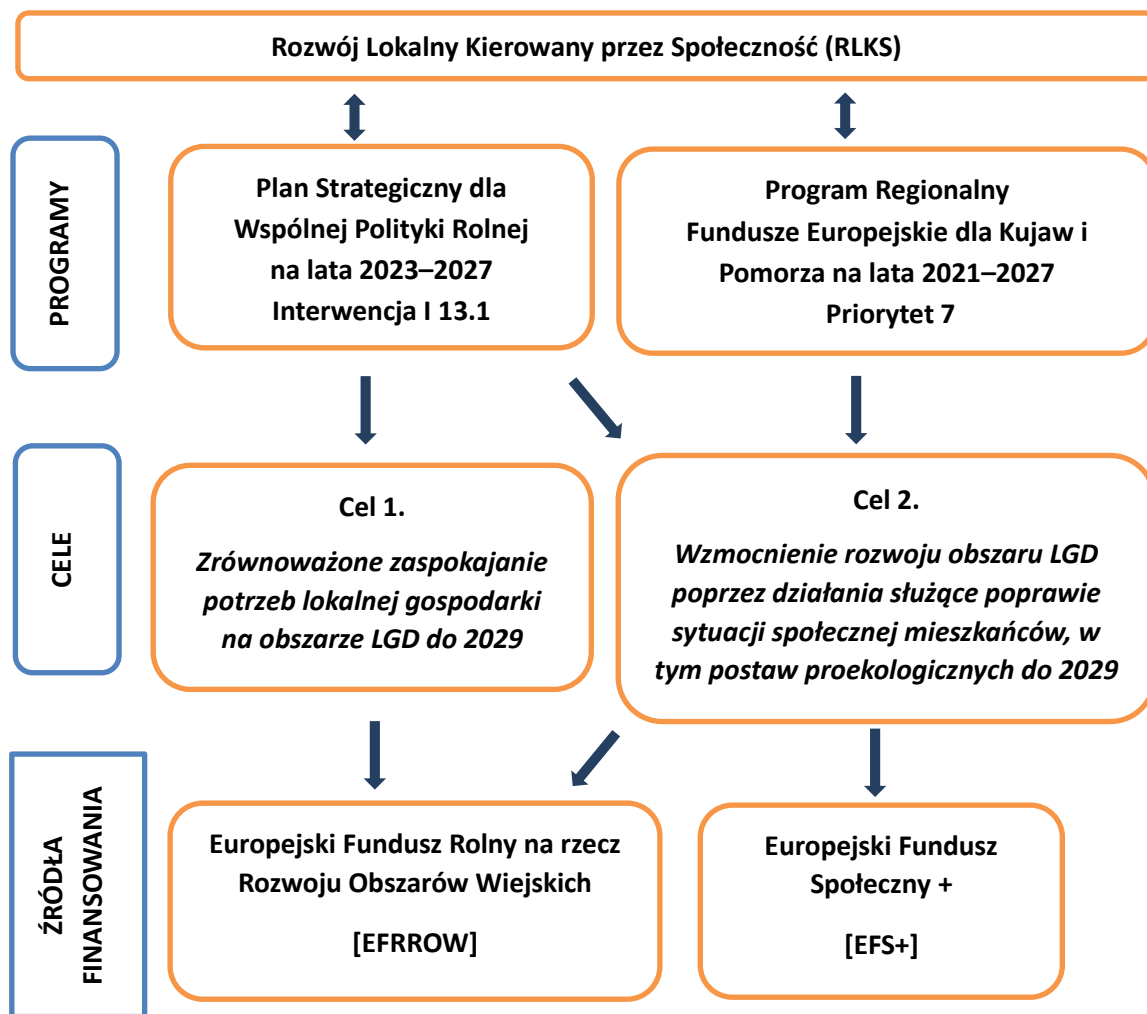 Rozwój Lokalny Kierowany przez Społeczność (RLKS)
PROGRAMY
Plan Strategiczny dla
Wspólnej Polityki Rolnej
na lata 2023–2027
Interwencja I 13.1
Program Regionalny
Fundusze Europejskie dla Kujaw i
Pomorza na lata 2021–2027
Priorytet 7
CELE
Cel 1.
Zrównoważone zaspokajanie
potrzeb lokalnej gospodarki
na obszarze LGD do 2029
Cel 2.
Wzmocnienie rozwoju obszaru LGD
poprzez działania służące poprawie
sytuacji społecznej mieszkańców, w
tym postaw proekologicznych do 2029
ŹRÓDŁA
FINANSOWANIA
Europejski Fundusz Rolny na rzecz
Rozwoju Obszarów Wiejskich
[EFRROW]
Europejski Fundusz
Społeczny +
[EFS+]